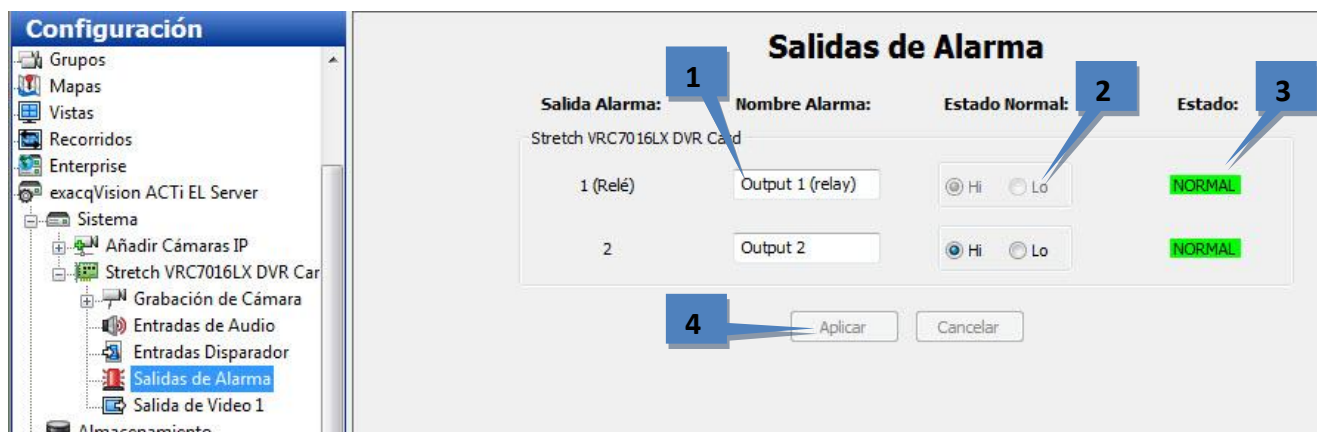 Configuración
Grupos
Mapas
Vistas
Recorridos
Enterprise
exacqVision ACTi EL Server
Sistema
Añadir Cámaras IP
Stretch VRC7016LX DVR Car
Grabación de Cámara
Entradas de Audio
Entradas Disparador
Salidas de Alarma
Salida de Video 1
Almacenamiento
Salidas de Alarma
1
2
3
Salida Alarma: Nombre Alarma: Estado Normal: Estado:
Stretch VRC7016LX DVR Card
1 (Relé) Output 1 (relay) Hi Lo NORMAL
2 Output 2 Hi Lo NORMAL
4
Aplicar Cancelar